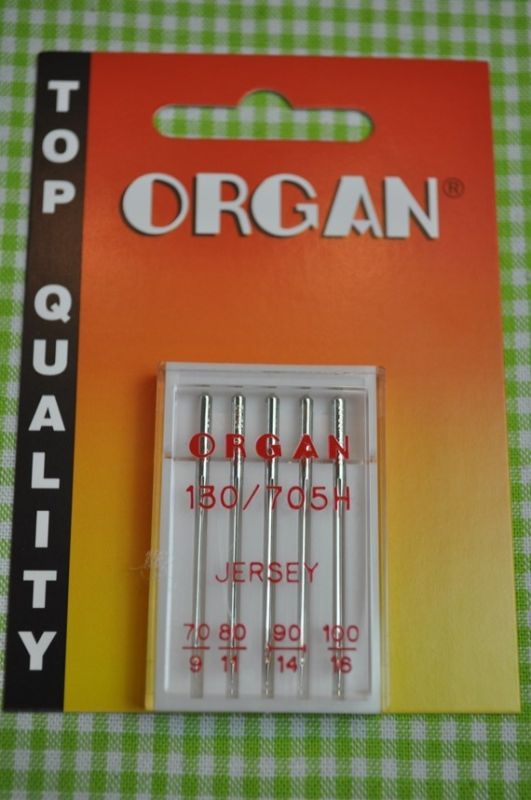 TOP QUALITY
ORGAN®
ORGAN
130/705H
JERSEY
70 80 90 100
9 11 14 16